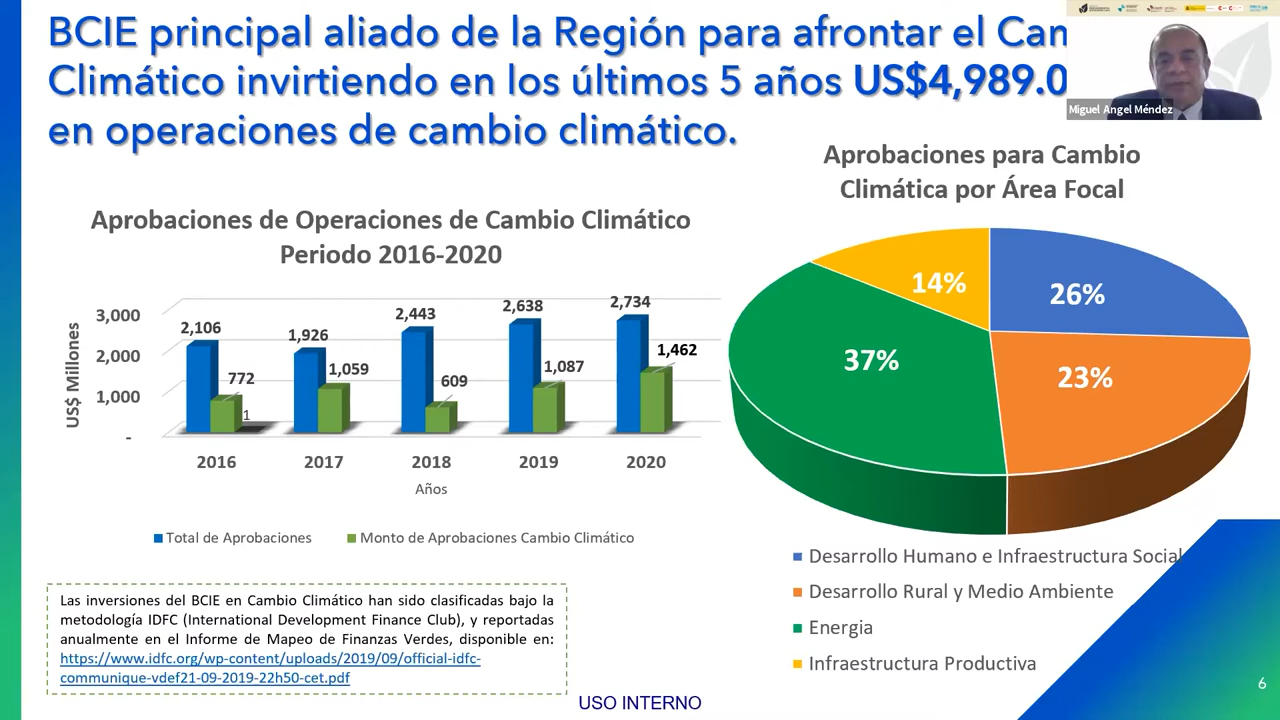 BCIE principal aliado de la Región para afrontar el
Climático invirtiendo en los últimos 5 años US$4,989.0
en operaciones de cambio climático.
Miguel Angel Méndez
Aprobaciones de Operaciones de Cambio Climático
Periodo 2016-2020
US$ Millones
3,000
2,000
1,000
-
2,106
772
1
1,926
1,059
2,443
609
2,638
1,087
2,734
1,462
2016 2017 2018 2019 2020
Años
Total de Aprobaciones Monto de Aprobaciones Cambio Climático
Aprobaciones para Cambio
Climática por Área Focal
14%
26%
37%
23%
Desarrollo Humano e Infraestructura Social
Desarrollo Rural y Medio Ambiente
Energia
Infraestructura Productiva
Las inversiones del BCIE en Cambio Climático han sido clasificadas bajo la
metodología IDFC (International Development Finance Club), y reportadas
anualmente en el Informe de Mapeo de Finanzas Verdes, disponible en:
https://www.idfc.org/wp-content/uploads/2019/09/official-idfc-
communique-vdef21-09-2019-22h50-cet.pdf
USO INTERNO
6